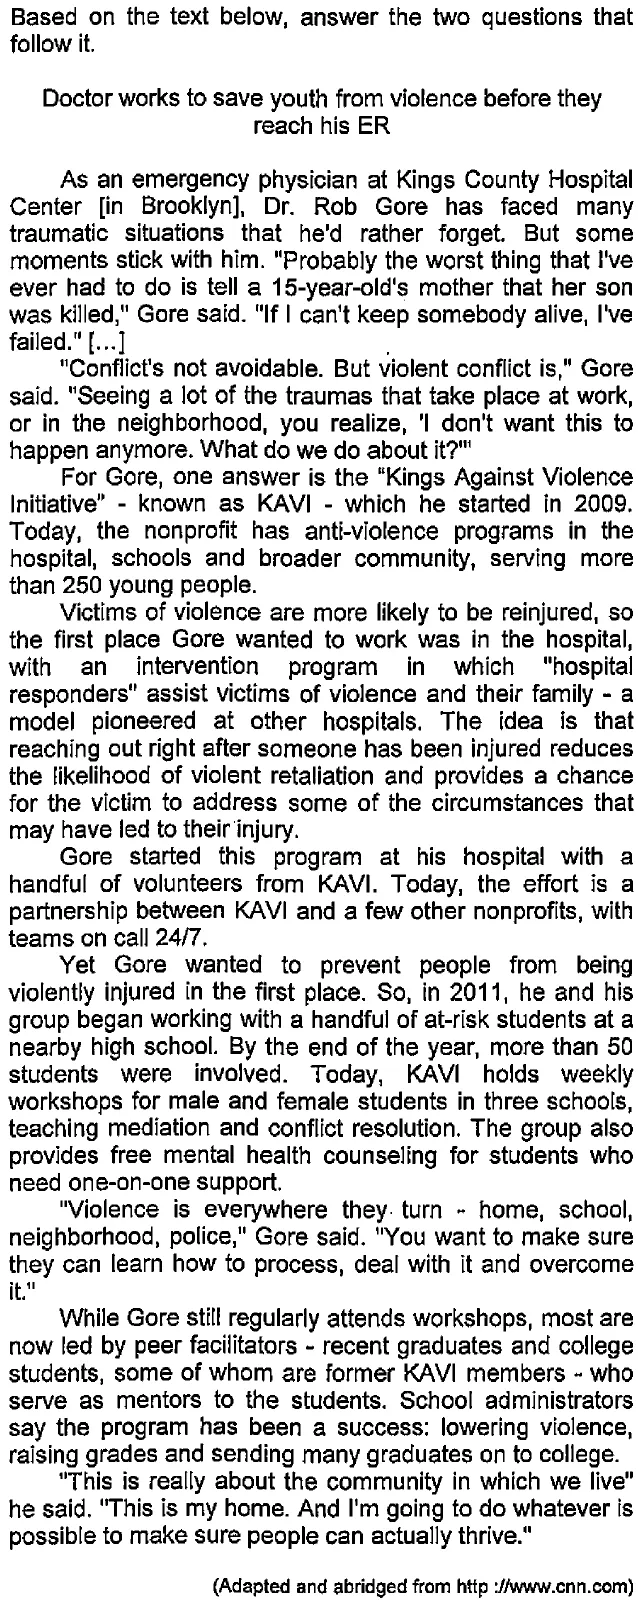 Based on the text below, answer the two questions that
follow it.
Doctor works to save youth from violence before they
reach his ER
As an emergency physician at Kings County Hospital
Center [in Brooklyn], Dr. Rob Gore has faced many
traumatic situations that he'd rather forget. But some
moments stick with him. "Probably the worst thing that I've
ever had to do is tell a 15-year-old's mother that her son
was killed," Gore said. "If I can't keep somebody alive, I've
failed." [...]
"Conflict's not avoidable. But violent conflict is," Gore
said. "Seeing a lot of the traumas that take place at work,
or in the neighborhood, you realize, 'I don't want this to
happen anymore. What do we do about it?'"
For Gore, one answer is the "Kings Against Violence
Initiative" - known as KAVI - which he started in 2009.
Today, the nonprofit has anti-violence programs in the
hospital, schools and broader community, serving more
than 250 young people.
Victims of violence are more likely to be reinjured, so
the first place Gore wanted to work was in the hospital,
with an intervention program in which "hospital
responders" assist victims of violence and their family - a
model pioneered at other hospitals. The idea is that
reaching out right after someone has been injured reduces
the likelihood of violent retaliation and provides a chance
for the victim to address some of the circumstances that
may have led to their injury.
Gore started this program at his hospital with a
handful of volunteers from KAVI. Today, the effort is a
partnership between KAVI and a few other nonprofits, with
teams on call 24/7.
Yet Gore wanted to prevent people from being
violently injured in the first place. So, in 2011, he and his
group began working with a handful of at-risk students at a
nearby high school. By the end of the year, more than 50
students were involved. Today, KAVI holds weekly
workshops for male and female students in three schools,
teaching mediation and conflict resolution. The group also
provides free mental health counseling for students who
need one-on-one support.
"Violence is everywhere they turn - home, school,
neighborhood, police," Gore said. "You want to make sure
they can learn how to process, deal with it and overcome
it."
While Gore still regularly attends workshops, most are
now led by peer facilitators - recent graduates and college
students, some of whom are former KAVI members - who
serve as mentors to the students. School administrators
say the program has been a success: lowering violence,
raising grades and sending many graduates on to college.
"This is really about the community in which we live"
he said. "This is my home. And I'm going to do whatever is
possible to make sure people can actually thrive."
(Adapted and abridged from http ://www.cnn.com)